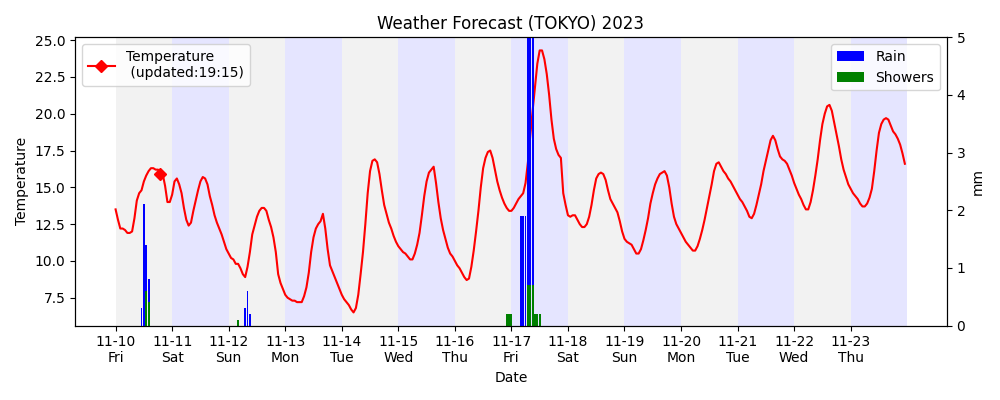 Weather Forecast (TOKYO) 2023
Temperature
(updated:19:15)
Rain
Showers
25.0
22.5
20.0
17.5
15.0
12.5
10.0
7.5
Temperature
5
4
3
2
1
0
mm
11-10 11-11 11-12 11-13 11-14 11-15 11-16 11-17 11-18 11-19 11-20 11-21 11-22 11-23
Fri Sat Sun Mon Tue Wed Thu Fri Sat Sun Mon Tue Wed Thu
Date